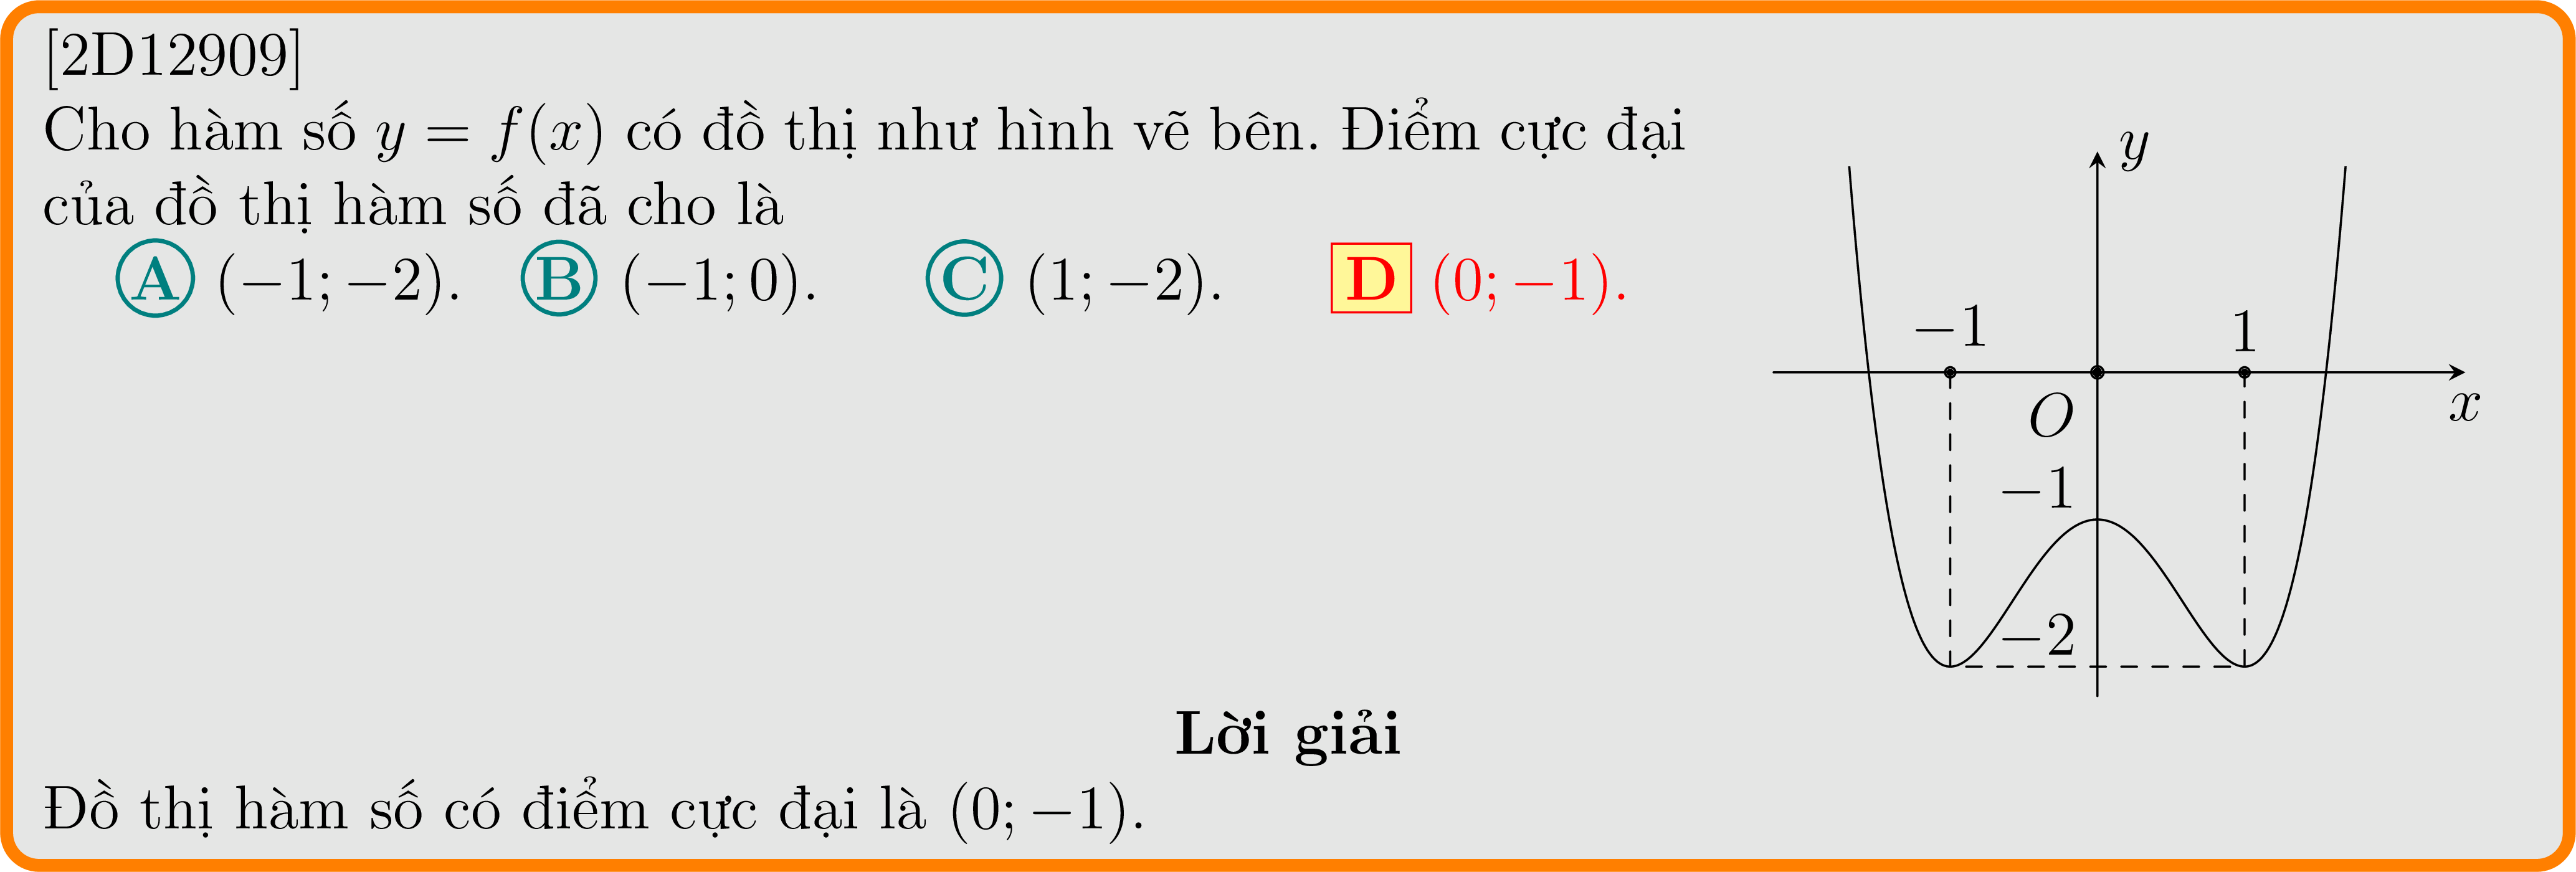 [2D12909]
Cho hàm số y = f(x) có đồ thị như hình vẽ bên. Điểm cực đại
của đồ thị hàm số đã cho là
A (−1; −2). B (−1; 0). C (1; −2). D (0; −1).
y
−1 1
x
O
−1
−2
Lời giải
Đồ thị hàm số có điểm cực đại là (0; −1).